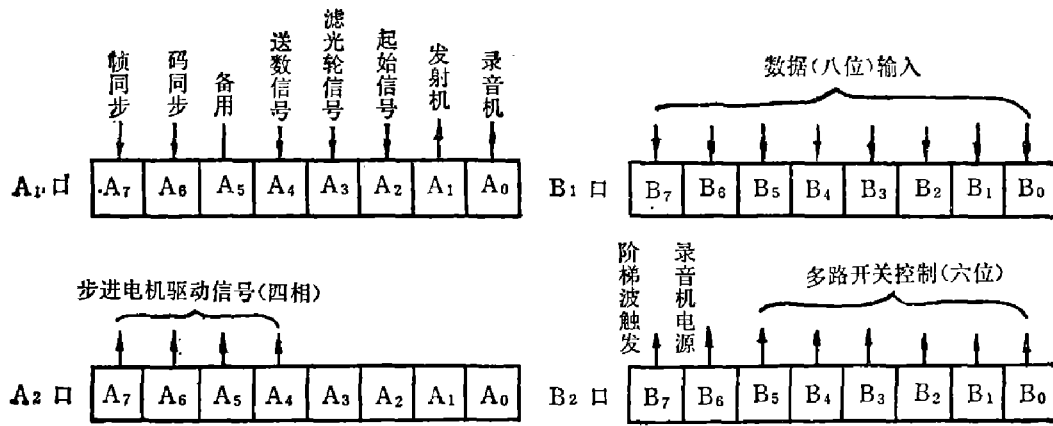 帧同步 码同步 备用 送数信号 滤光轮信号 起始信号 发射机 录音机
A₁口 A₇ A₆ A₅ A₄ A₃ A₂ A₁ A₀
数据(八位)输入
B₁口 B₇ B₆ B₅ B₄ B₃ B₂ B₁ B₀
步进电机驱动信号(四相)
A₂口 A₇ A₆ A₅ A₄ A₃ A₂ A₁ A₀
阶梯波触发 录音机电源 多路开关控制(六位)
B₂口 B₇ B₆ B₅ B₄ B₃ B₂ B₁ B₀